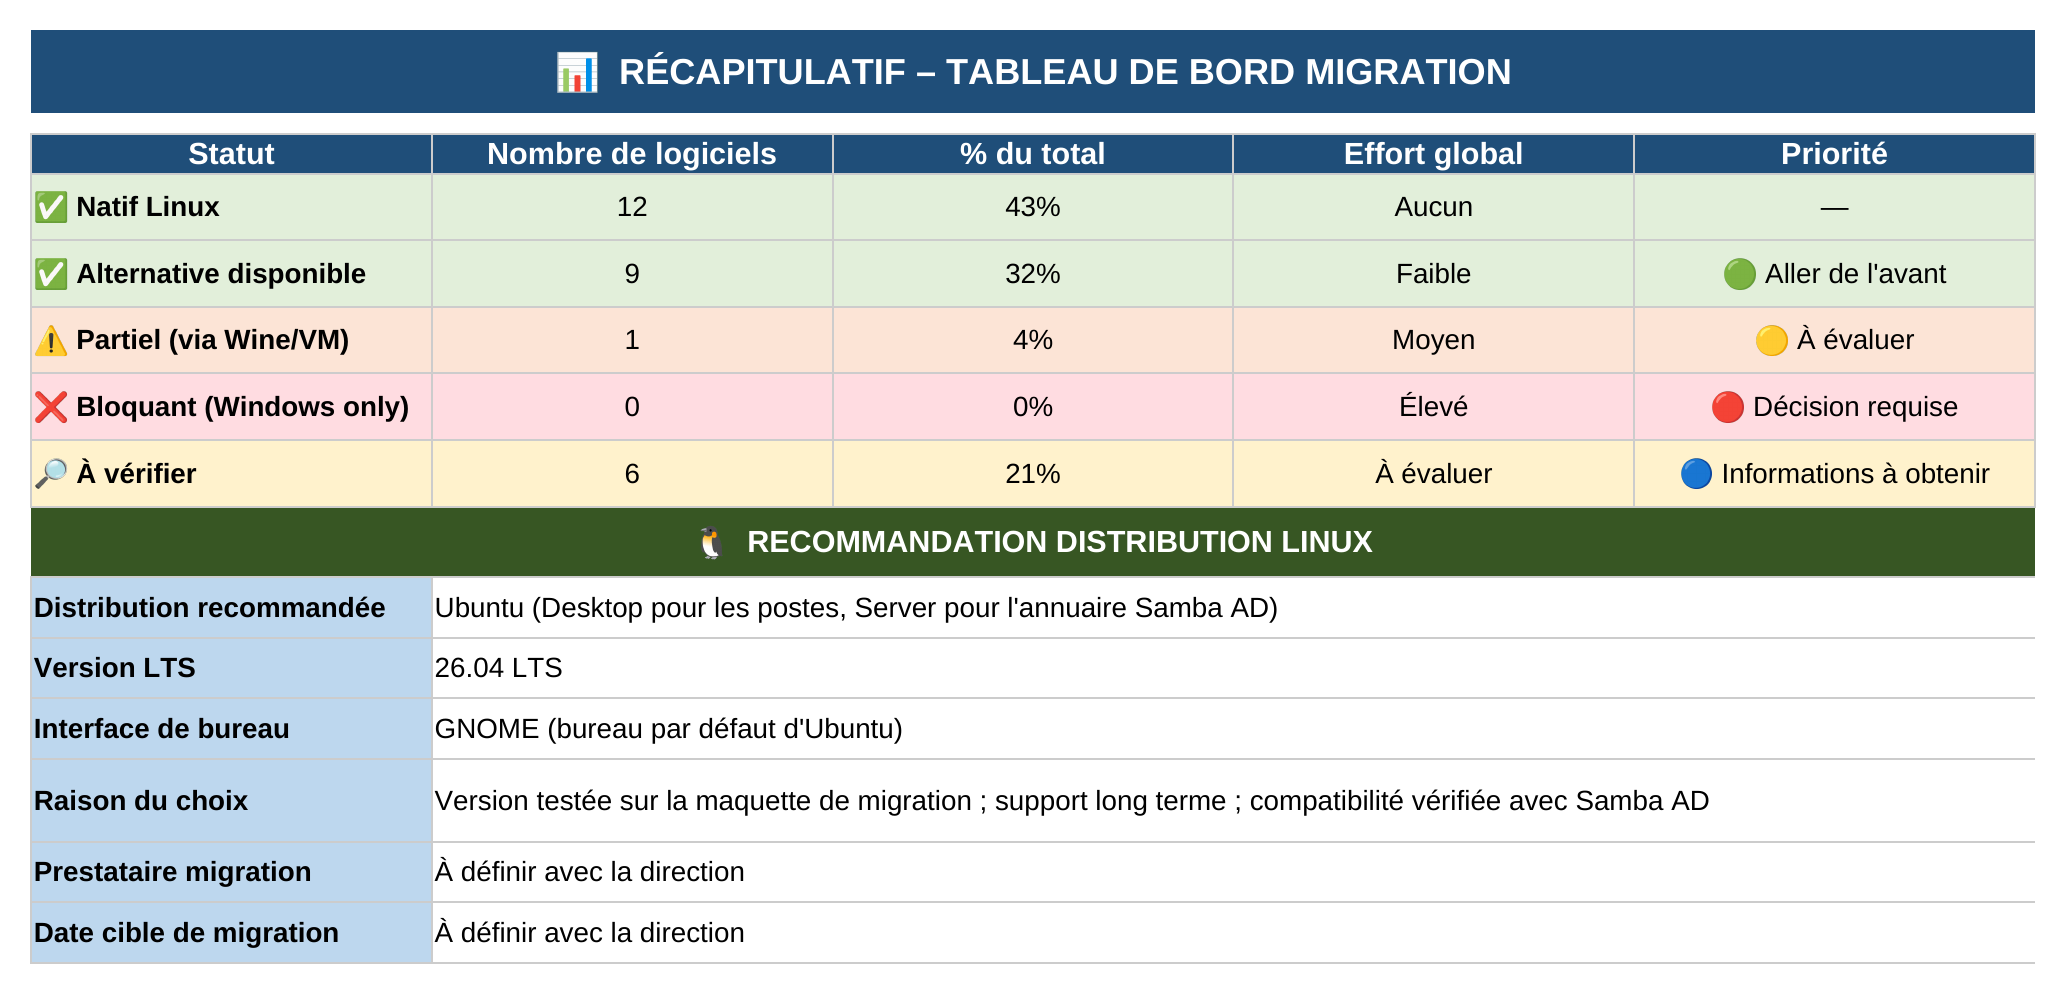 📊 RÉCAPITULATIF – TABLEAU DE BORD MIGRATION
Statut Nombre de logiciels % du total Effort global Priorité
✅ Natif Linux 12 43% Aucun —
✅ Alternative disponible 9 32% Faible 🟢 Aller de l'avant
⚠️ Partiel (via Wine/VM) 1 4% Moyen 🟡 À évaluer
❌ Bloquant (Windows only) 0 0% Élevé 🔴 Décision requise
🔎 À vérifier 6 21% À évaluer 🔵 Informations à obtenir
🐧 RECOMMANDATION DISTRIBUTION LINUX
Distribution recommandée Ubuntu (Desktop pour les postes, Server pour l'annuaire Samba AD)
Version LTS 26.04 LTS
Interface de bureau GNOME (bureau par défaut d'Ubuntu)
Raison du choix Version testée sur la maquette de migration ; support long terme ; compatibilité vérifiée avec Samba AD
Prestataire migration À définir avec la direction
Date cible de migration À définir avec la direction